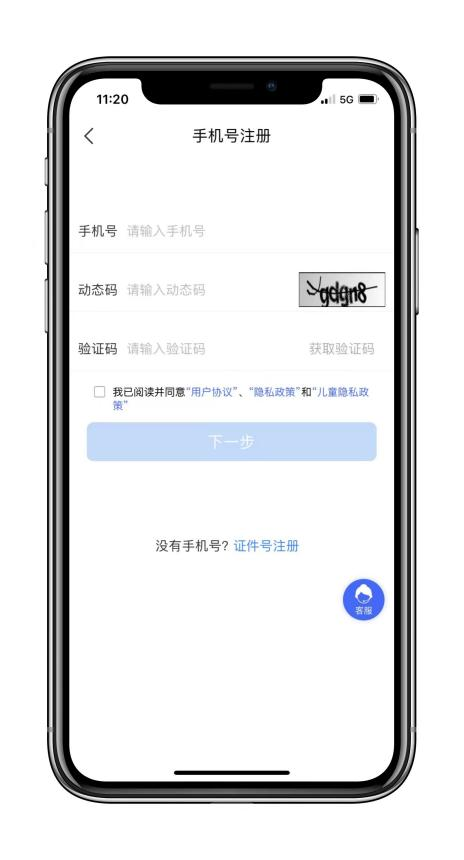 11:20
5G
手机号注册
手机号 请输入手机号
动态码 请输入动态码 gdgn8
验证码 请输入验证码 获取验证码
我已阅读并同意“用户协议”、“隐私政策”和“儿童隐私政
策”
下一步
没有手机号? 证件号注册
客服